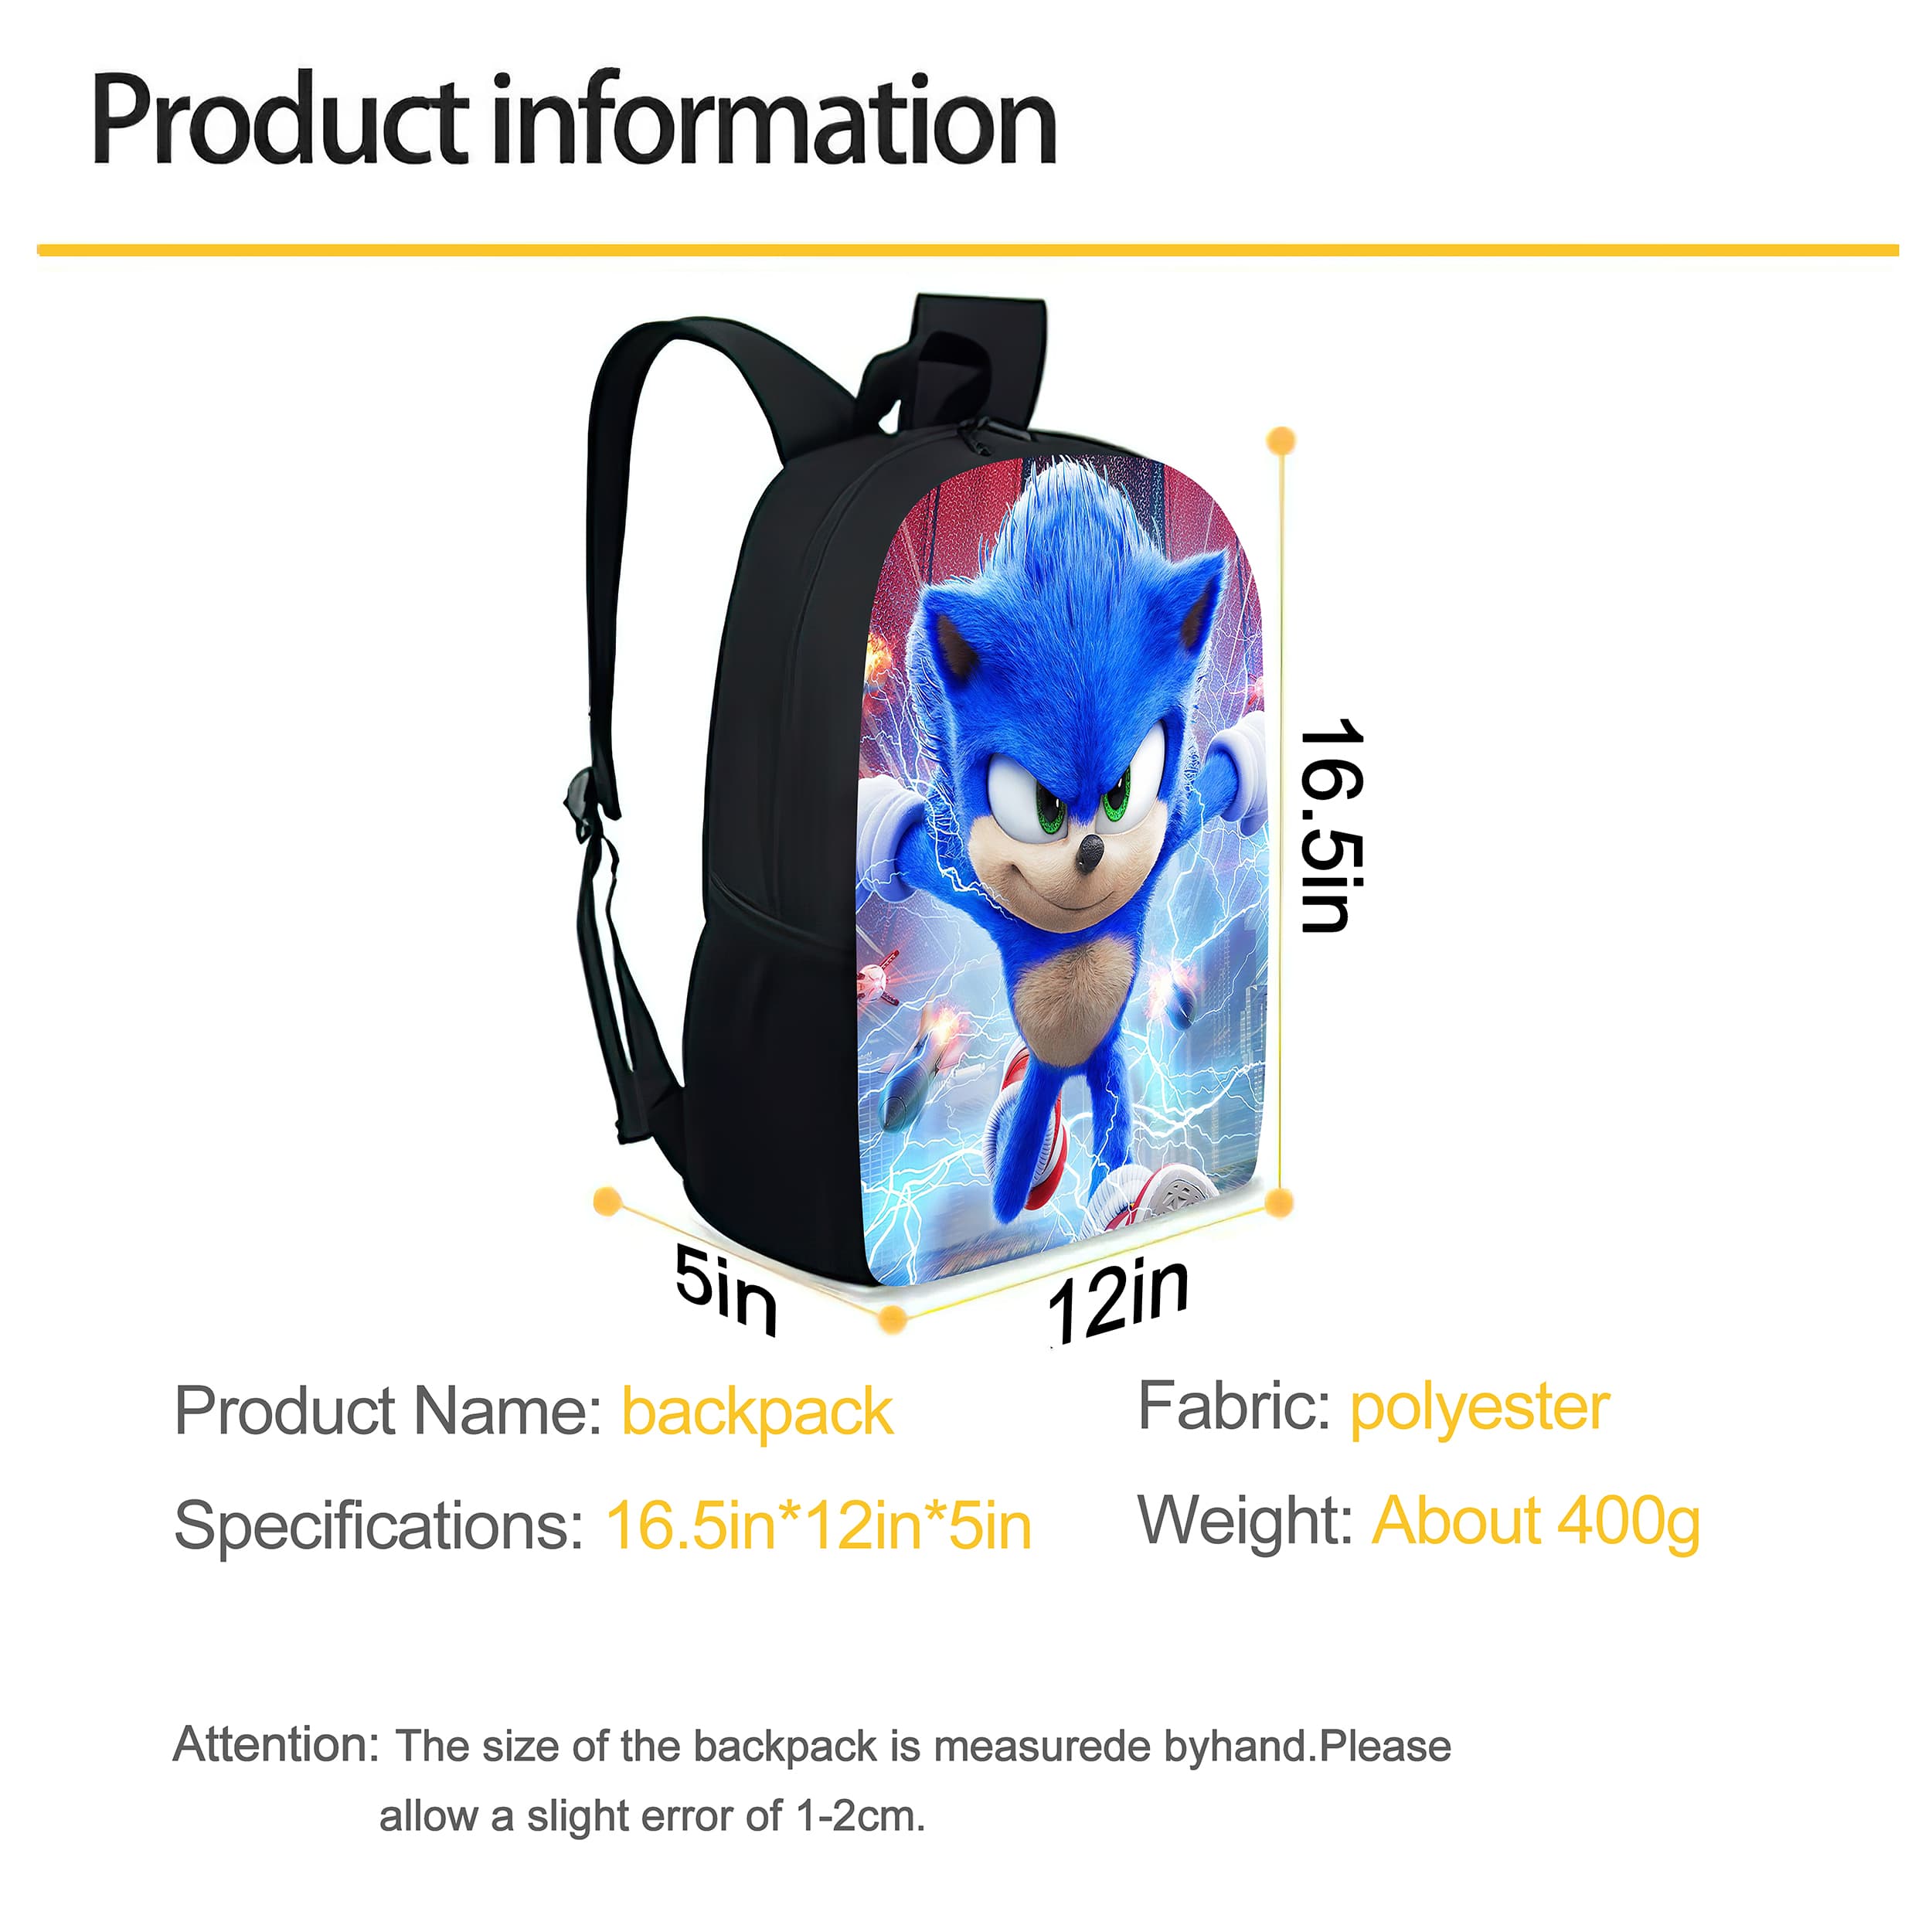 Product information
16.5in
5in
12in
Product Name: backpack
Fabric: polyester
Specifications: 16.5in*12in*5in
Weight: About 400g
Attention: The size of the backpack is measurede byhand.Please
allow a slight error of 1-2cm.